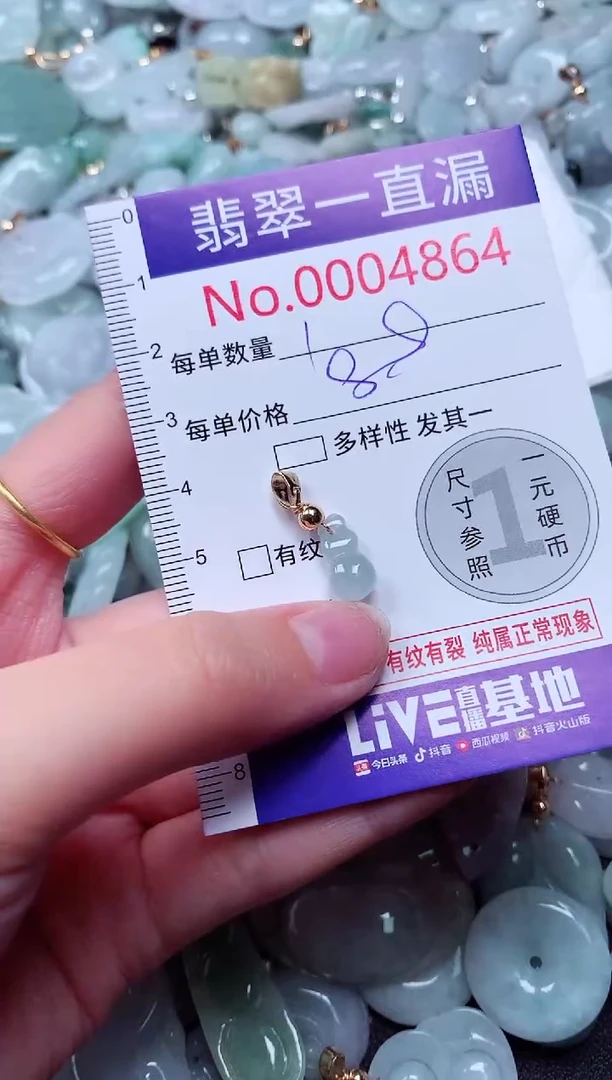 翡翠一直漏
No.0004864
每单数量
每单价格
多样性 发其一
有纹
尺寸参照
1
一元硬币
有纹有裂 纯属正常现象
LiVE直播基地
今日头条 抖音 西瓜视频 抖音火山版
0
1
2
3
4
5
8